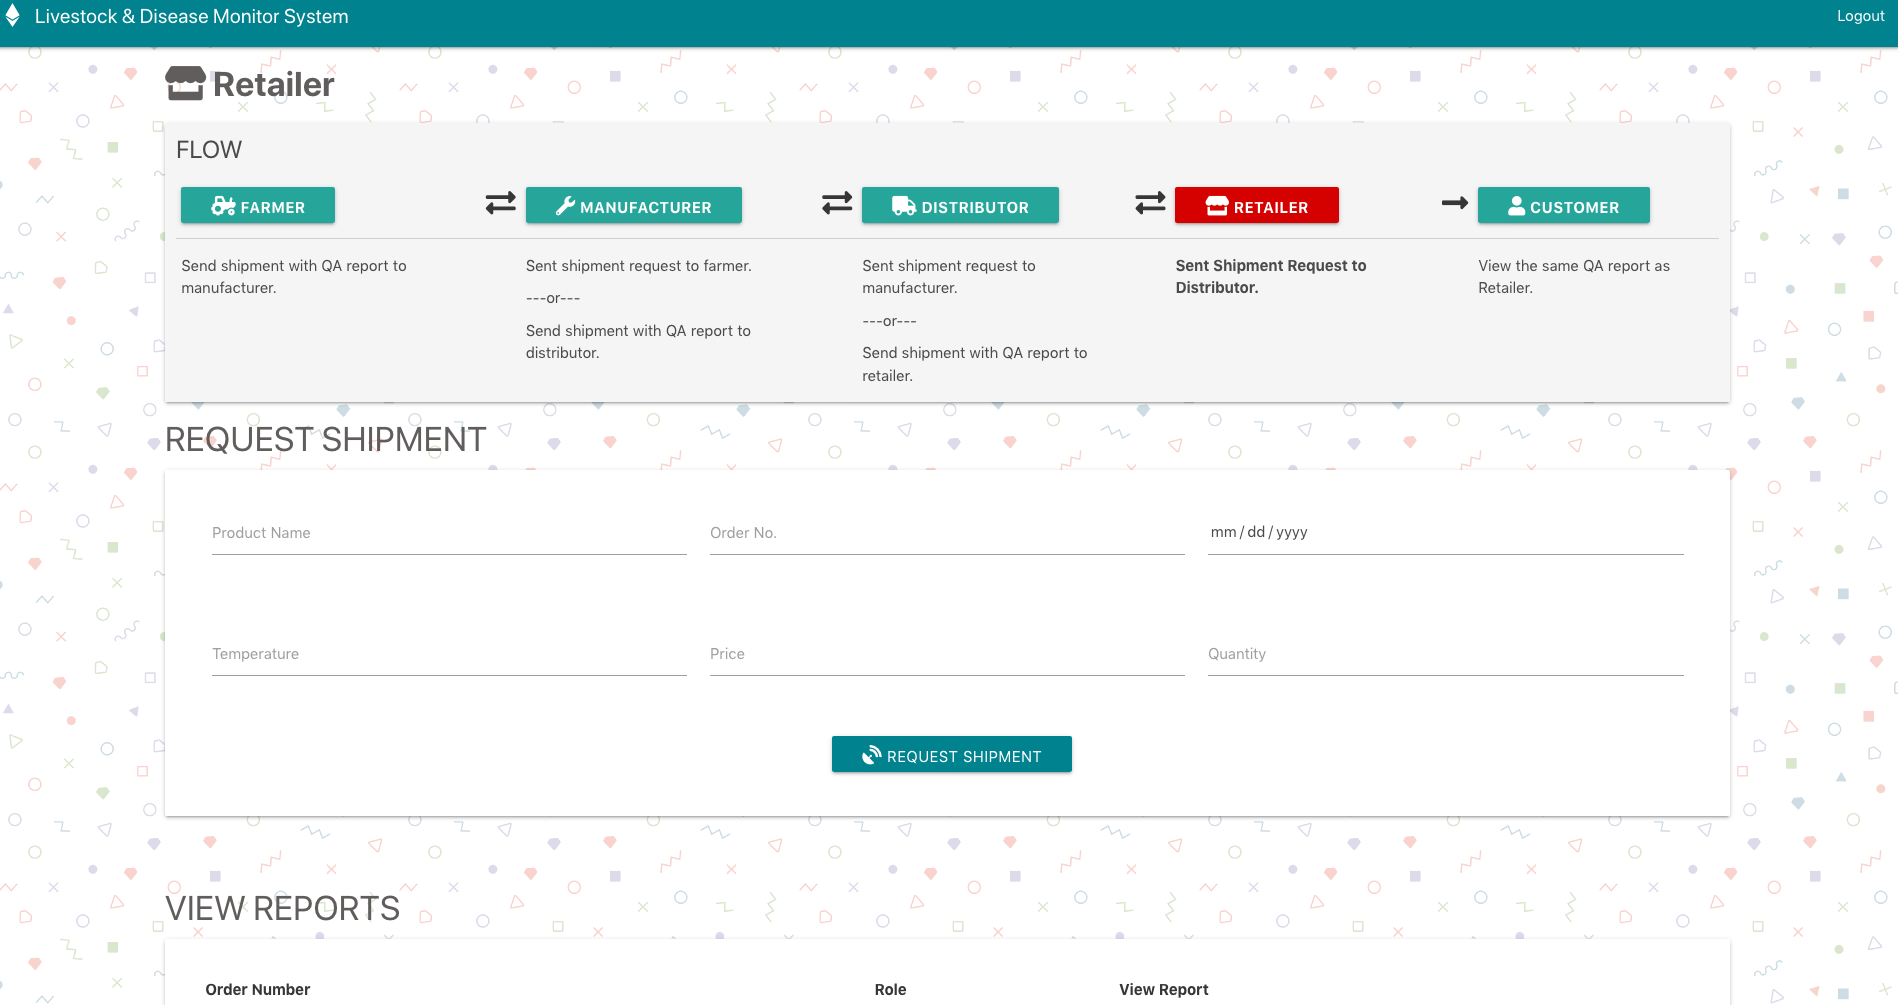 Livestock & Disease Monitor System
Logout
Retailer
FLOW
FARMER
MANUFACTURER
DISTRIBUTOR
RETAILER
CUSTOMER
Send shipment with QA report to
manufacturer.
Sent shipment request to farmer.
---or---
Send shipment with QA report to
distributor.
Sent shipment request to
manufacturer.
---or---
Send shipment with QA report to
retailer.
Sent Shipment Request to
Distributor.
View the same QA report as
Retailer.
REQUEST SHIPMENT
Product Name
Order No.
mm/dd/yyyy
Temperature
Price
Quantity
REQUEST SHIPMENT
VIEW REPORTS
Order Number
Role
View Report